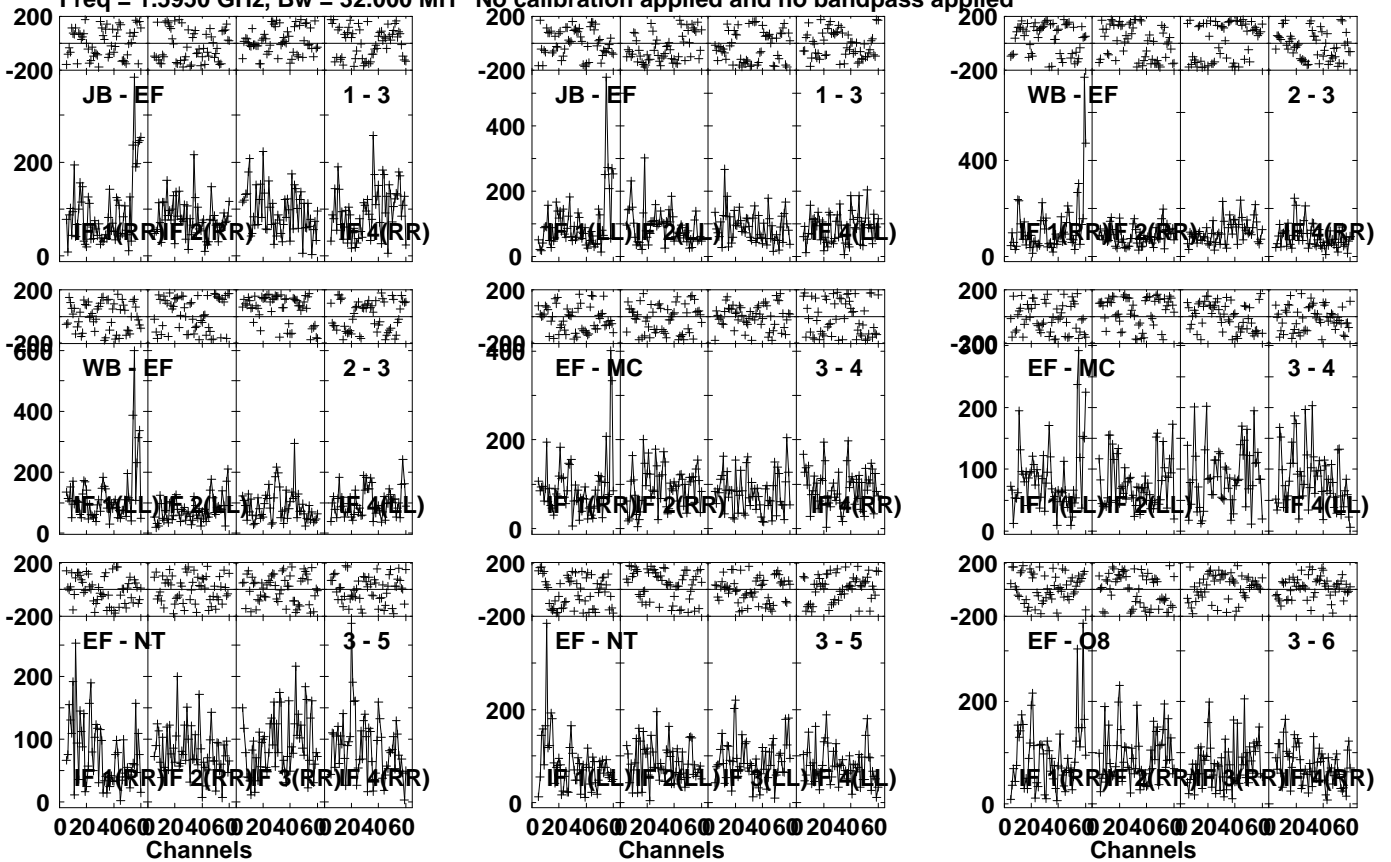 Freq = 1.5950 GHz, Bw = 32.000 MH No calibration applied and no bandpass applied
200 200 200
-200 -200 -200
JB - EF 1 - 3 JB - EF 1 - 3 WB - EF 2 - 3
400
400
200
200
IF 1(RR) IF 2(RR) IF 4(RR) IF 1(LL) IF 2(LL) IF 4(LL) IF 1(RR) IF 2(RR) IF 4(RR)
0 0 0
200 200 200
-200 -200
600 400 300
WB - EF 2 - 3 EF - MC 3 - 4 EF - MC 3 - 4
400 200 200
200 100
IF 1(LL) IF 2(LL) IF 4(LL) IF 1(RR) IF 2(RR) IF 4(RR) IF 1(LL) IF 2(LL) IF 4(LL)
0 0 0
200 200 200
-200 -200 -200
EF - NT 3 - 5 EF - NT 3 - 5 EF - O8 3 - 6
200 200 200
100
IF 1(RR) IF 2(RR) IF 3(RR) IF 4(RR) IF 1(LL) IF 2(LL) IF 3(LL) IF 4(LL) IF 1(RR) IF 2(RR) IF 3(RR) IF 4(RR)
0 0 0
0 20 40 60 0 20 40 60 0 20 40 60 0 20 40 60 0 20 40 60 0 20 40 60 0 20 40 60 0 20 40 60 0 20 40 60 0 20 40 60 0 20 40 60 0 20 40 60
Channels Channels Channels